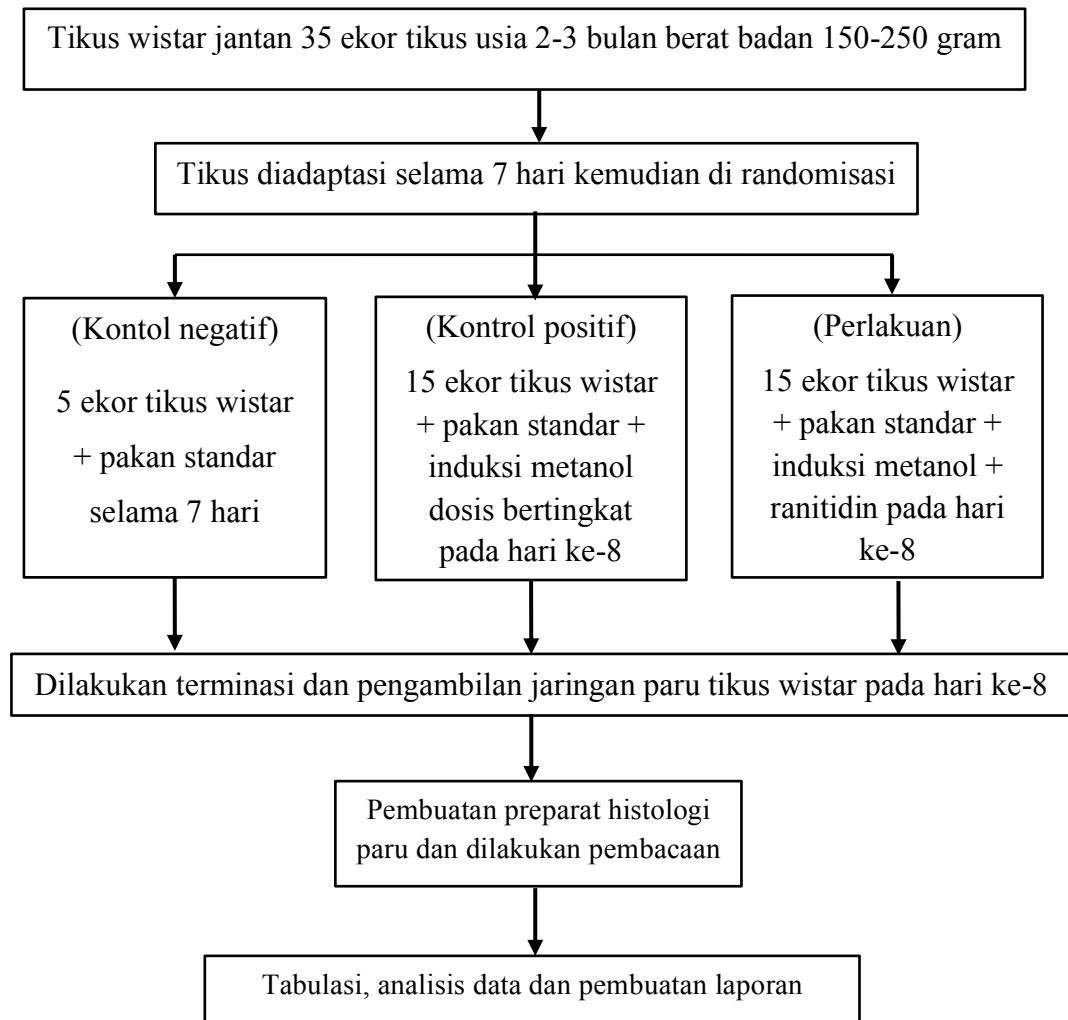 Tikus wistar jantan 35 ekor tikus usia 2-3 bulan berat badan 150-250 gram
Tikus diadaptasi selama 7 hari kemudian di randomisasi
(Kontol negatif)
5 ekor tikus wistar
+ pakan standar
selama 7 hari
(Kontrol positif)
15 ekor tikus wistar
+ pakan standar +
induksi metanol
dosis bertingkat
pada hari ke-8
(Perlakuan)
15 ekor tikus wistar
+ pakan standar +
induksi metanol +
ranitidin pada hari
ke-8
Dilakukan terminasi dan pengambilan jaringan paru tikus wistar pada hari ke-8
Pembuatan preparat histologi
paru dan dilakukan pembacaan
Tabulasi, analisis data dan pembuatan laporan